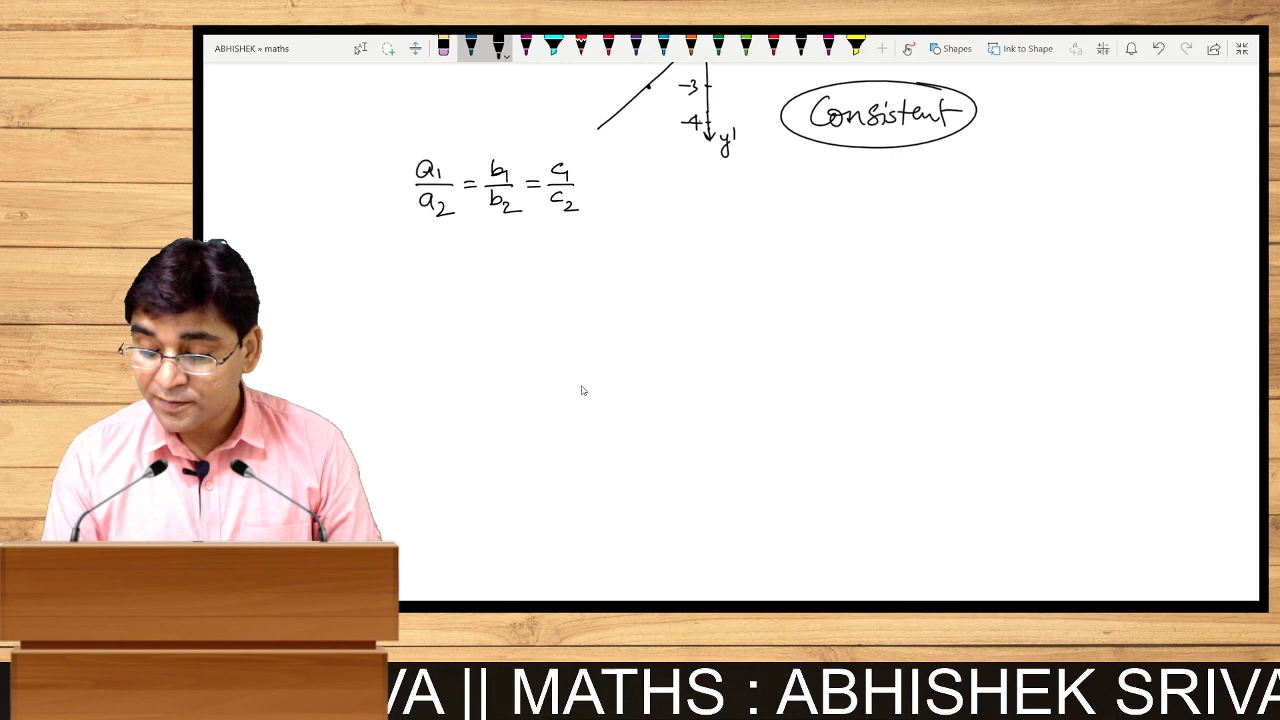 ABHISHEK » maths
Shapes
Ink to Shape
-3
-4
y'
Consistent
a₁/a₂ = b₁/b₂ = c₁/c₂
VA || MATHS : ABHISHEK SRIVA